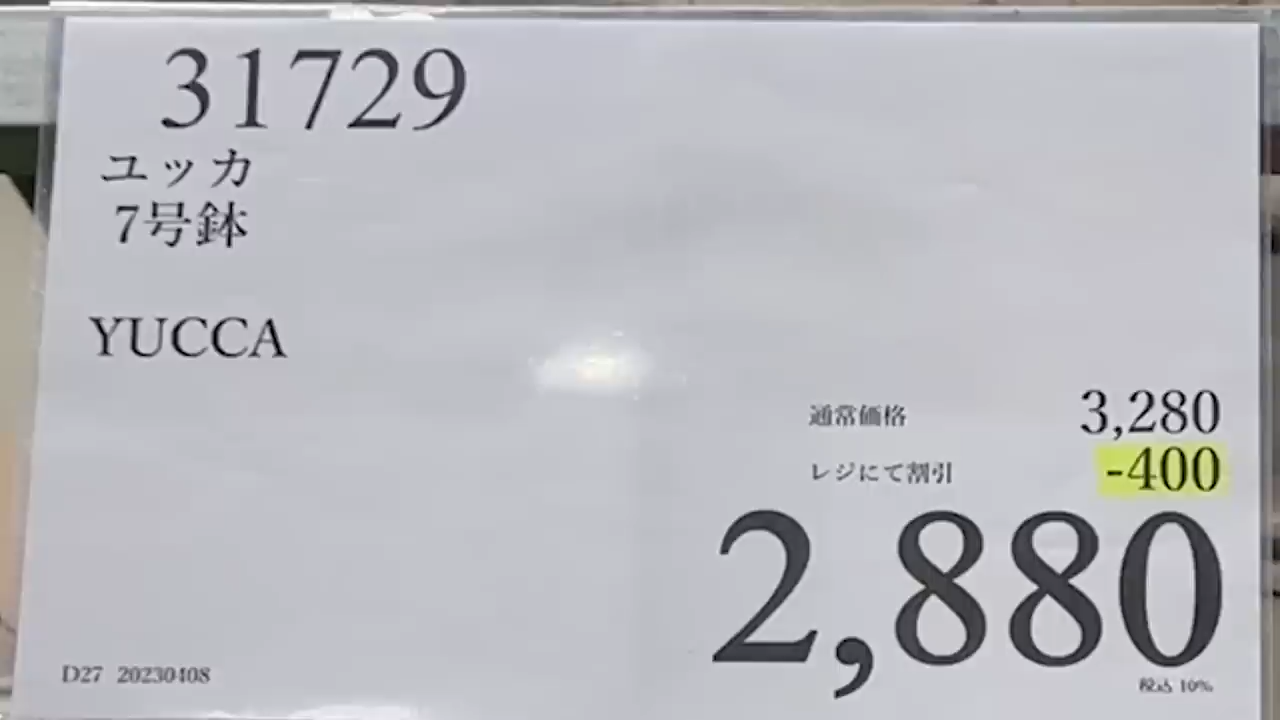 31729
ユッカ
7号鉢
YUCCA
通常価格 3,280
レジにて割引 -400
2,880
税込 10%
D27 20230408